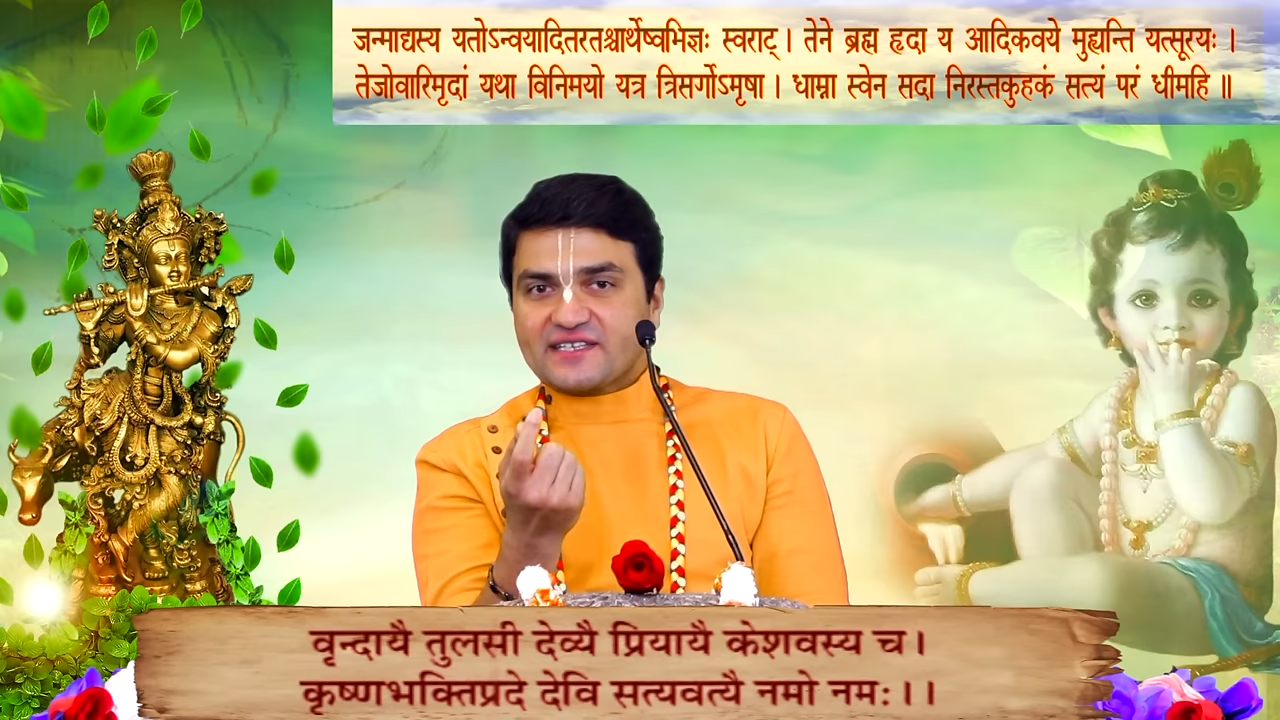 जन्माद्यस्य यतोऽन्वयादितरतश्चार्थेष्वभिज्ञः स्वराट् । तेने ब्रह्म हृदा य आदिकवये मुह्यन्ति यत्सूरयः ।
तेजोवारिमृदां यथा विनिमयो यत्र त्रिसर्गोऽमृषा । धाम्ना स्वेन सदा निरस्तकुहकं सत्यं परं धीमहि ॥
वृन्दायै तुलसी देव्यै प्रियायै केशवस्य च।
कृष्णभक्तिप्रदे देवि सत्यवत्यै नमो नमः।।